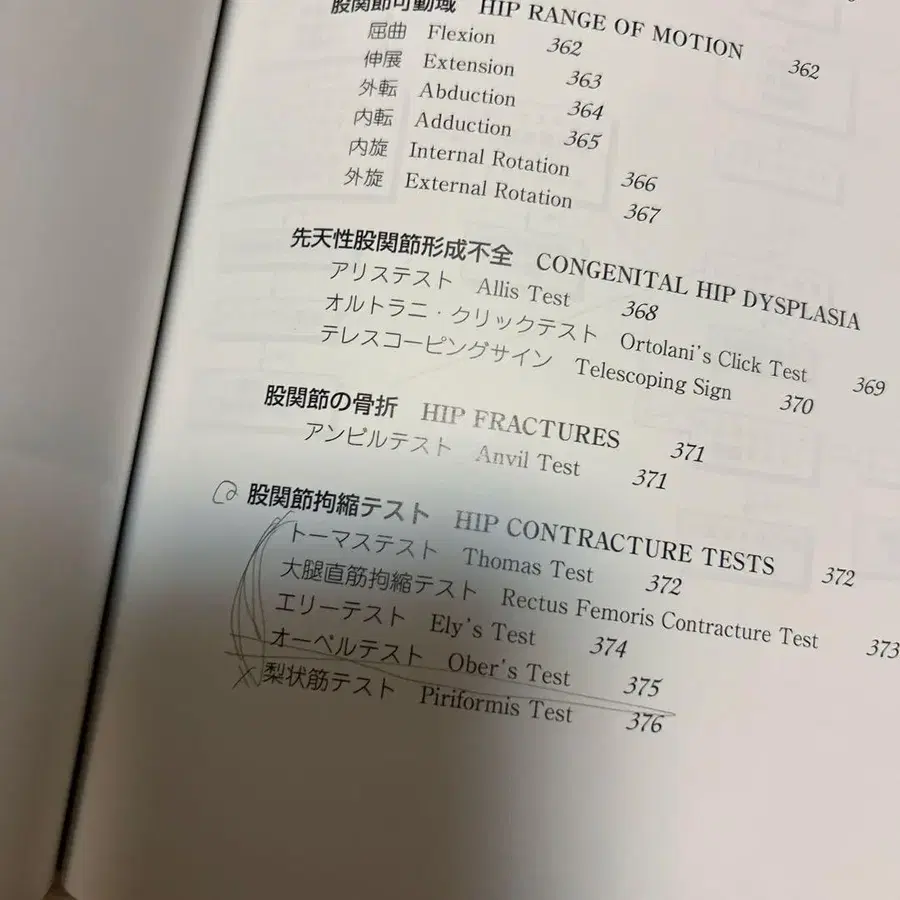 股関節可動域 HIP RANGE OF MOTION 362
屈曲 Flexion 362
伸展 Extension 363
外転 Abduction 364
内転 Adduction 365
内旋 Internal Rotation 366
外旋 External Rotation 367
先天性股関節形成不全 CONGENITAL HIP DYSPLASIA
アリステスト Allis Test 368
オルトラニ・クリックテスト Ortolani's Click Test 369
テレスコーピングサイン Telescoping Sign 370
股関節の骨折 HIP FRACTURES 371
アンビルテスト Anvil Test 371
股関節拘縮テスト HIP CONTRACTURE TESTS 372
トーマステスト Thomas Test 372
大腿直筋拘縮テスト Rectus Femoris Contracture Test 373
エリーテスト Ely's Test 374
オーベルテスト Ober's Test 375
梨状筋テスト Piriformis Test 376